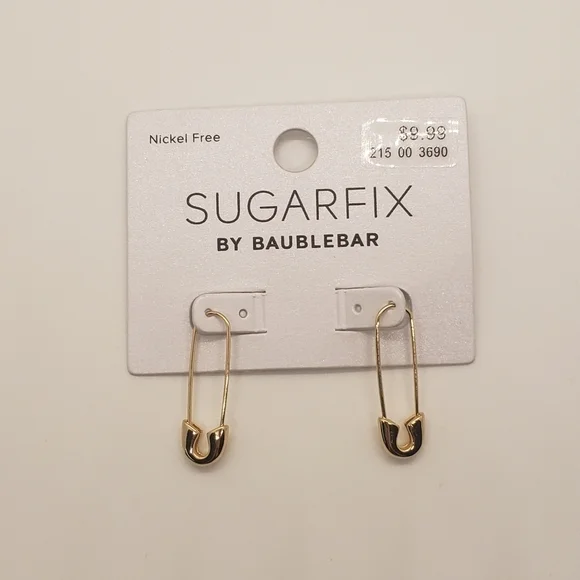 Nickel Free
$9.99
215 00 3690
SUGARFIX
BY BAUBLEBAR